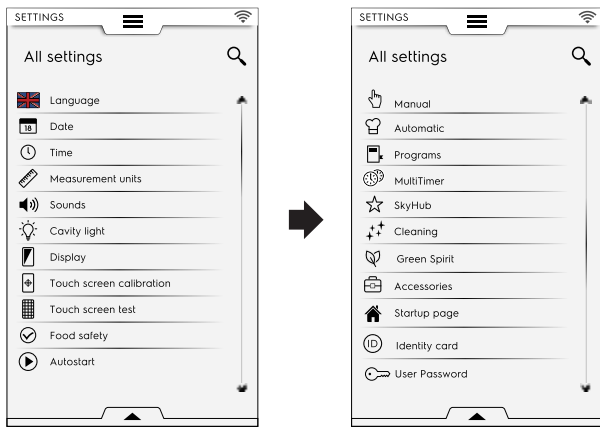 SETTINGS
All settings
Language
18 Date
Time
Measurement units
Sounds
Cavity light
Display
Touch screen calibration
Touch screen test
Food safety
Autostart
SETTINGS
All settings
Manual
Automatic
Programs
MultiTimer
SkyHub
Cleaning
Green Spirit
Accessories
Startup page
ID Identity card
User Password